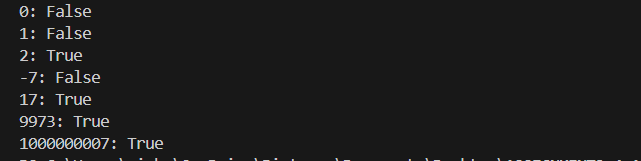 0: False
1: False
2: True
-7: False
17: True
9973: True
1000000007: True